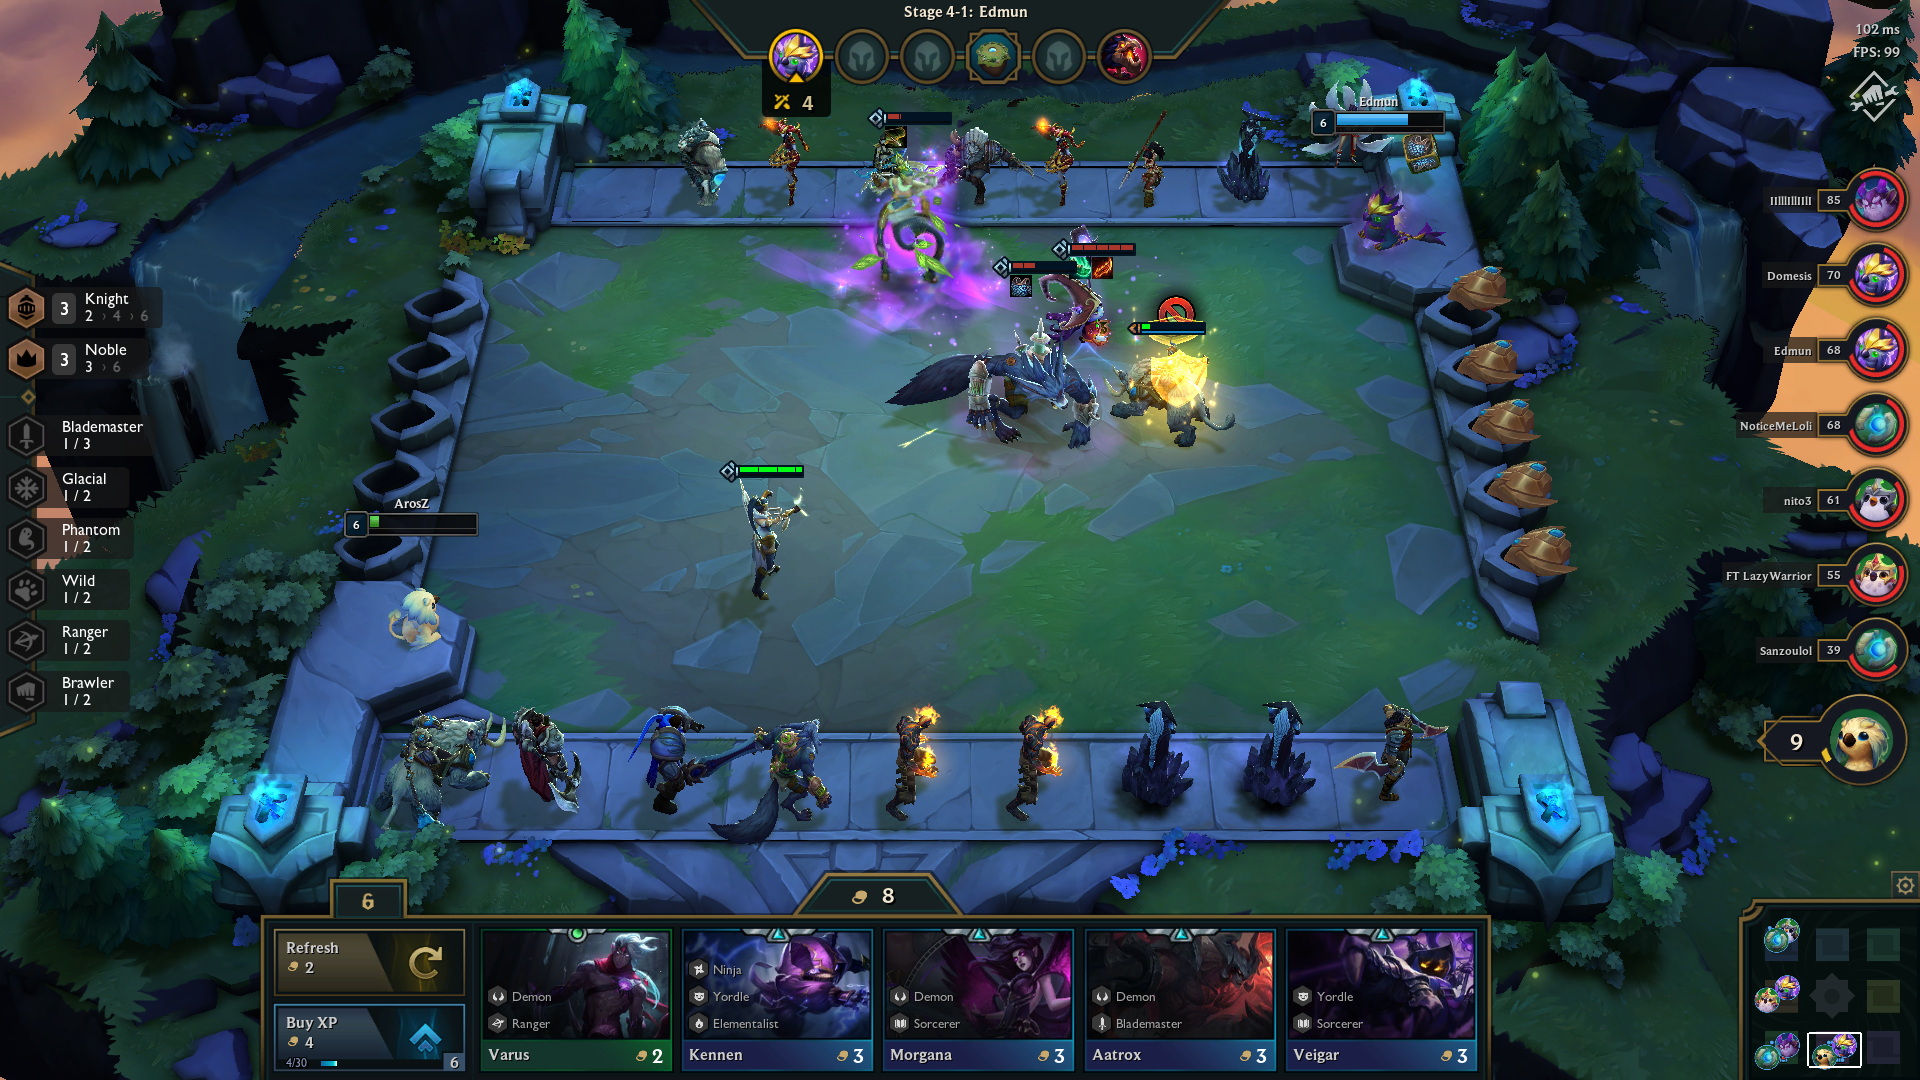 Stage 4-1: Edmun
102 ms
FPS: 99
4
Edmun
6
IIIIIIIIIIII 85
Domesis 70
Edmun 68
NoticeMeLoli 68
nito3 61
FT LazyWarrior 55
Sanzoulol 39
9
3 Knight
2 › 4 › 6
3 Noble
3 › 6
Blademaster
1 / 3
Glacial
1 / 2
Phantom
1 / 2
Wild
1 / 2
Ranger
1 / 2
Brawler
1 / 2
ArosZ
6
6
8
Refresh
2
Buy XP
4
4/30
6
Demon
Ranger
Varus 2
Ninja
Yordle
Elementalist
Kennen 3
Demon
Sorcerer
Morgana 3
Demon
Blademaster
Aatrox 3
Yordle
Sorcerer
Veigar 3